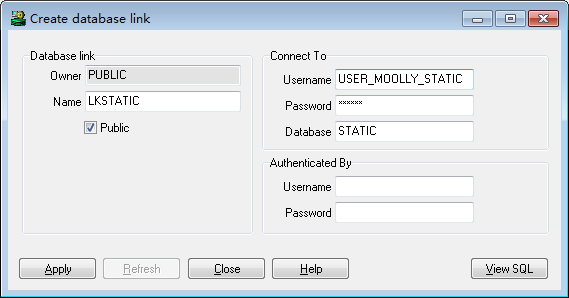 Create database link
Database link
Owner PUBLIC
Name LKSTATIC
Public
Connect To
Username USER_MOOLLY_STATIC
Password ******
Database STATIC
Authenticated By
Username
Password
Apply Refresh Close Help View SQL